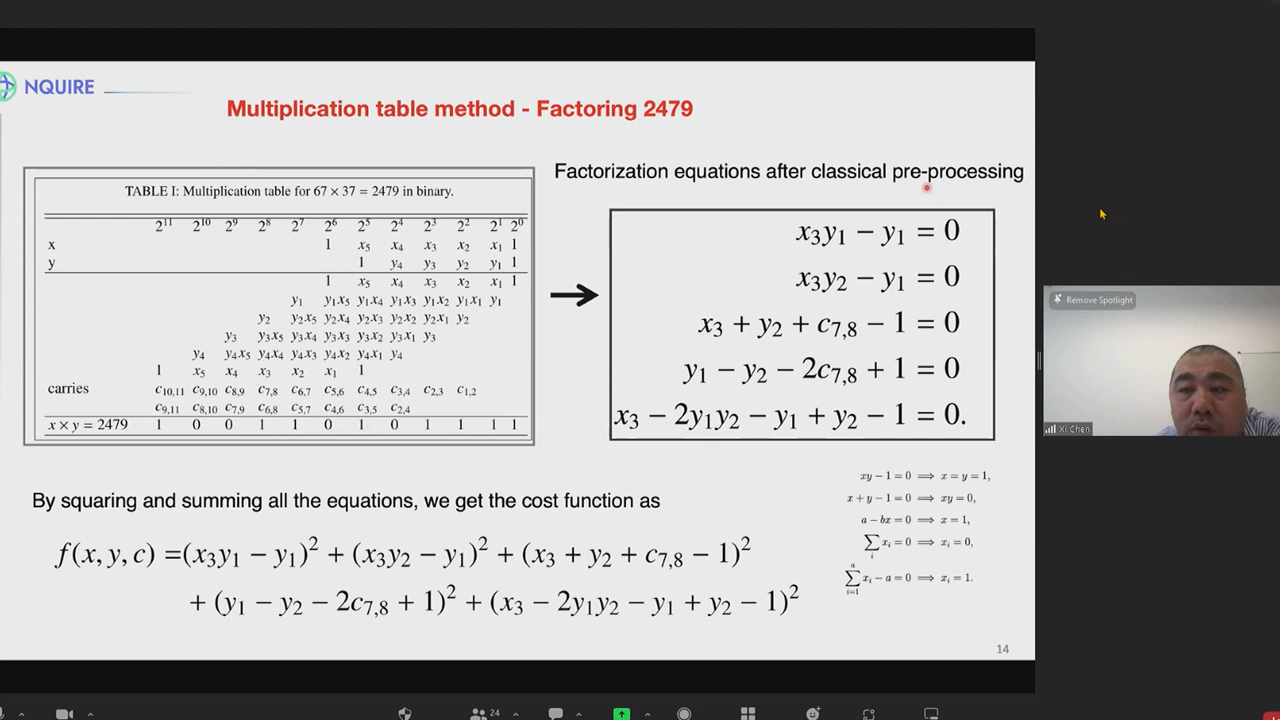 NQUIRE
Multiplication table method - Factoring 2479
TABLE I: Multiplication table for 67 × 37 = 2479 in binary.
2¹¹ 2¹⁰ 2⁹ 2⁸ 2⁷ 2⁶ 2⁵ 2⁴ 2³ 2² 2¹ 2⁰
x 1 x₅ x₄ x₃ x₂ x₁ 1
y 1 y₄ y₃ y₂ y₁ 1
1 x₅ x₄ x₃ x₂ x₁ 1
y₁ y₁x₅ y₁x₄ y₁x₃ y₁x₂ y₁x₁ y₁
y₂ y₂x₅ y₂x₄ y₂x₃ y₂x₂ y₂x₁ y₂
y₃ y₃x₅ y₃x₄ y₃x₃ y₃x₂ y₃x₁ y₃
y₄ y₄x₅ y₄x₄ y₄x₃ y₄x₂ y₄x₁ y₄
1 x₅ x₄ x₃ x₂ x₁ 1
carries c₁₀,₁₁ c₉,₁₀ c₈,₉ c₇,₈ c₆,₇ c₅,₆ c₄,₅ c₃,₄ c₂,₃ c₁,₂
c₉,₁₁ c₈,₁₀ c₇,₉ c₆,₈ c₅,₇ c₄,₆ c₃,₅ c₂,₄
x × y = 2479 1 0 0 1 1 0 1 0 1 1 1 1
Factorization equations after classical pre-processing
x₃y₁ − y₁ = 0
x₃y₂ − y₁ = 0
x₃ + y₂ + c₇,₈ − 1 = 0
y₁ − y₂ − 2c₇,₈ + 1 = 0
x₃ − 2y₁y₂ − y₁ + y₂ − 1 = 0.
By squaring and summing all the equations, we get the cost function as
f(x, y, c) =(x₃y₁ − y₁)² + (x₃y₂ − y₁)² + (x₃ + y₂ + c₇,₈ − 1)²
+ (y₁ − y₂ − 2c₇,₈ + 1)² + (x₃ − 2y₁y₂ − y₁ + y₂ − 1)²
xy − 1 = 0 ⟹ x = y = 1,
x + y − 1 = 0 ⟹ xy = 0,
a − bx = 0 ⟹ x = 1,
∑ᵢ xᵢ = 0 ⟹ xᵢ = 0,
∑ᵢ₌₁ᵃ xᵢ − a = 0 ⟹ xᵢ = 1.
14
Remove Spotlight
Xi Chen
24